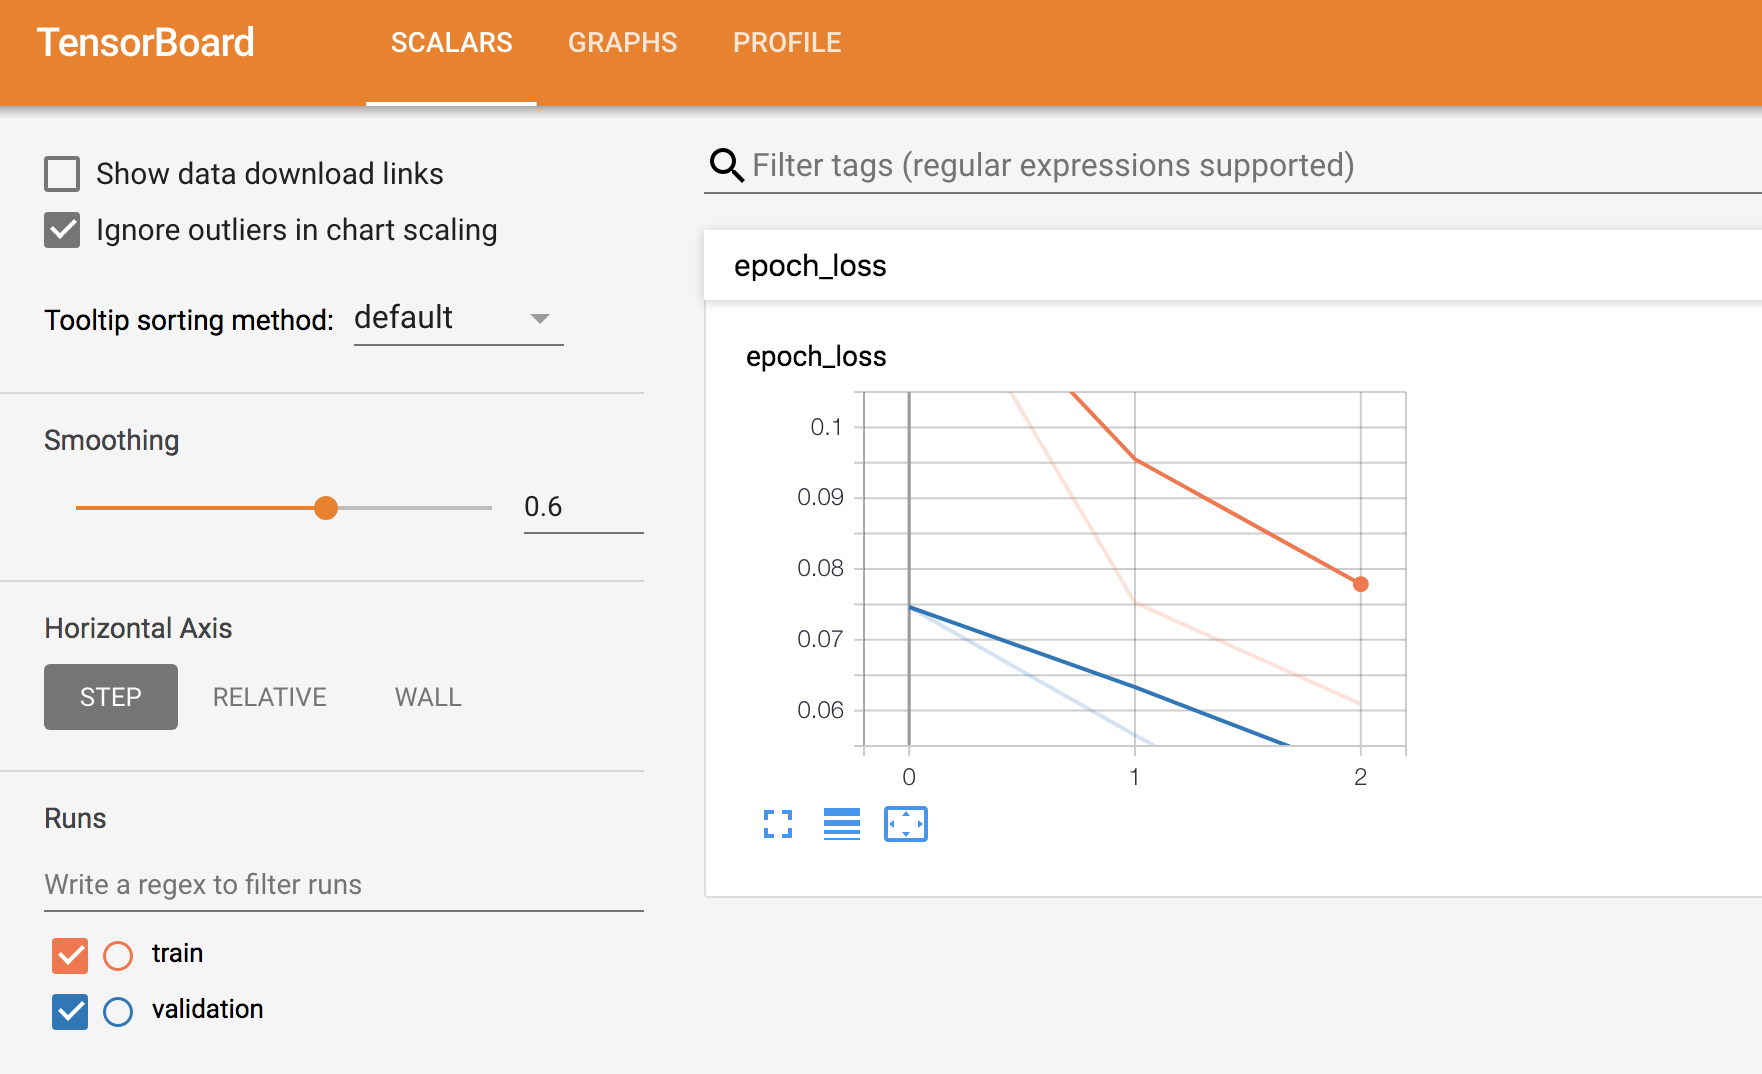 TensorBoard SCALARS GRAPHS PROFILE
Show data download links
Ignore outliers in chart scaling
Tooltip sorting method: default
Smoothing
0.6
Horizontal Axis
STEP RELATIVE WALL
Runs
Write a regex to filter runs
train
validation
Filter tags (regular expressions supported)
epoch_loss
epoch_loss
0.1
0.09
0.08
0.07
0.06
0 1 2